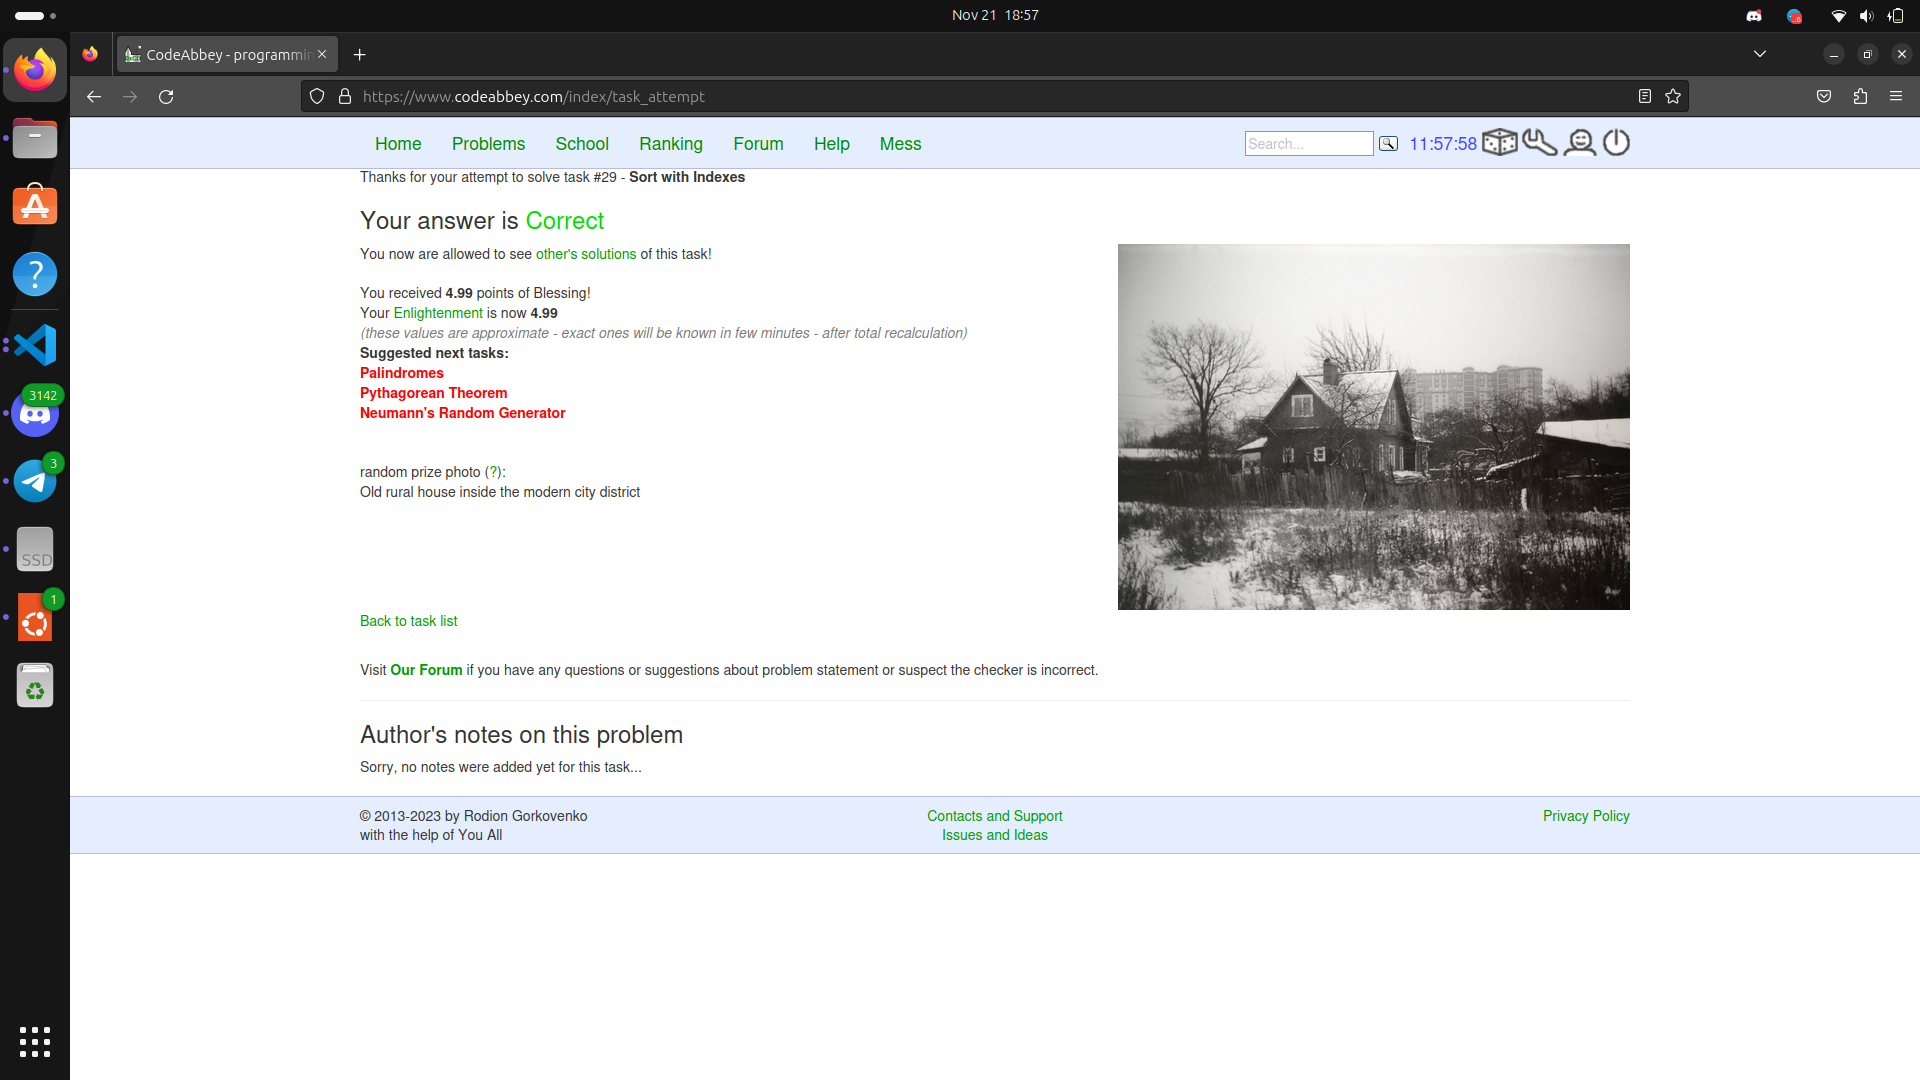 Nov 21 18:57
CodeAbbey - programmin
https://www.codeabbey.com/index/task_attempt
Home Problems School Ranking Forum Help Mess Search... 11:57:58
Thanks for your attempt to solve task #29 - Sort with Indexes
Your answer is Correct
You now are allowed to see other's solutions of this task!
You received 4.99 points of Blessing!
Your Enlightenment is now 4.99
(these values are approximate - exact ones will be known in few minutes - after total recalculation)
Suggested next tasks:
Palindromes
Pythagorean Theorem
Neumann's Random Generator
random prize photo (?):
Old rural house inside the modern city district
Back to task list
Visit Our Forum if you have any questions or suggestions about problem statement or suspect the checker is incorrect.
Author's notes on this problem
Sorry, no notes were added yet for this task...
© 2013-2023 by Rodion Gorkovenko
with the help of You All
Contacts and Support
Issues and Ideas
Privacy Policy
3142
3
SSD
1